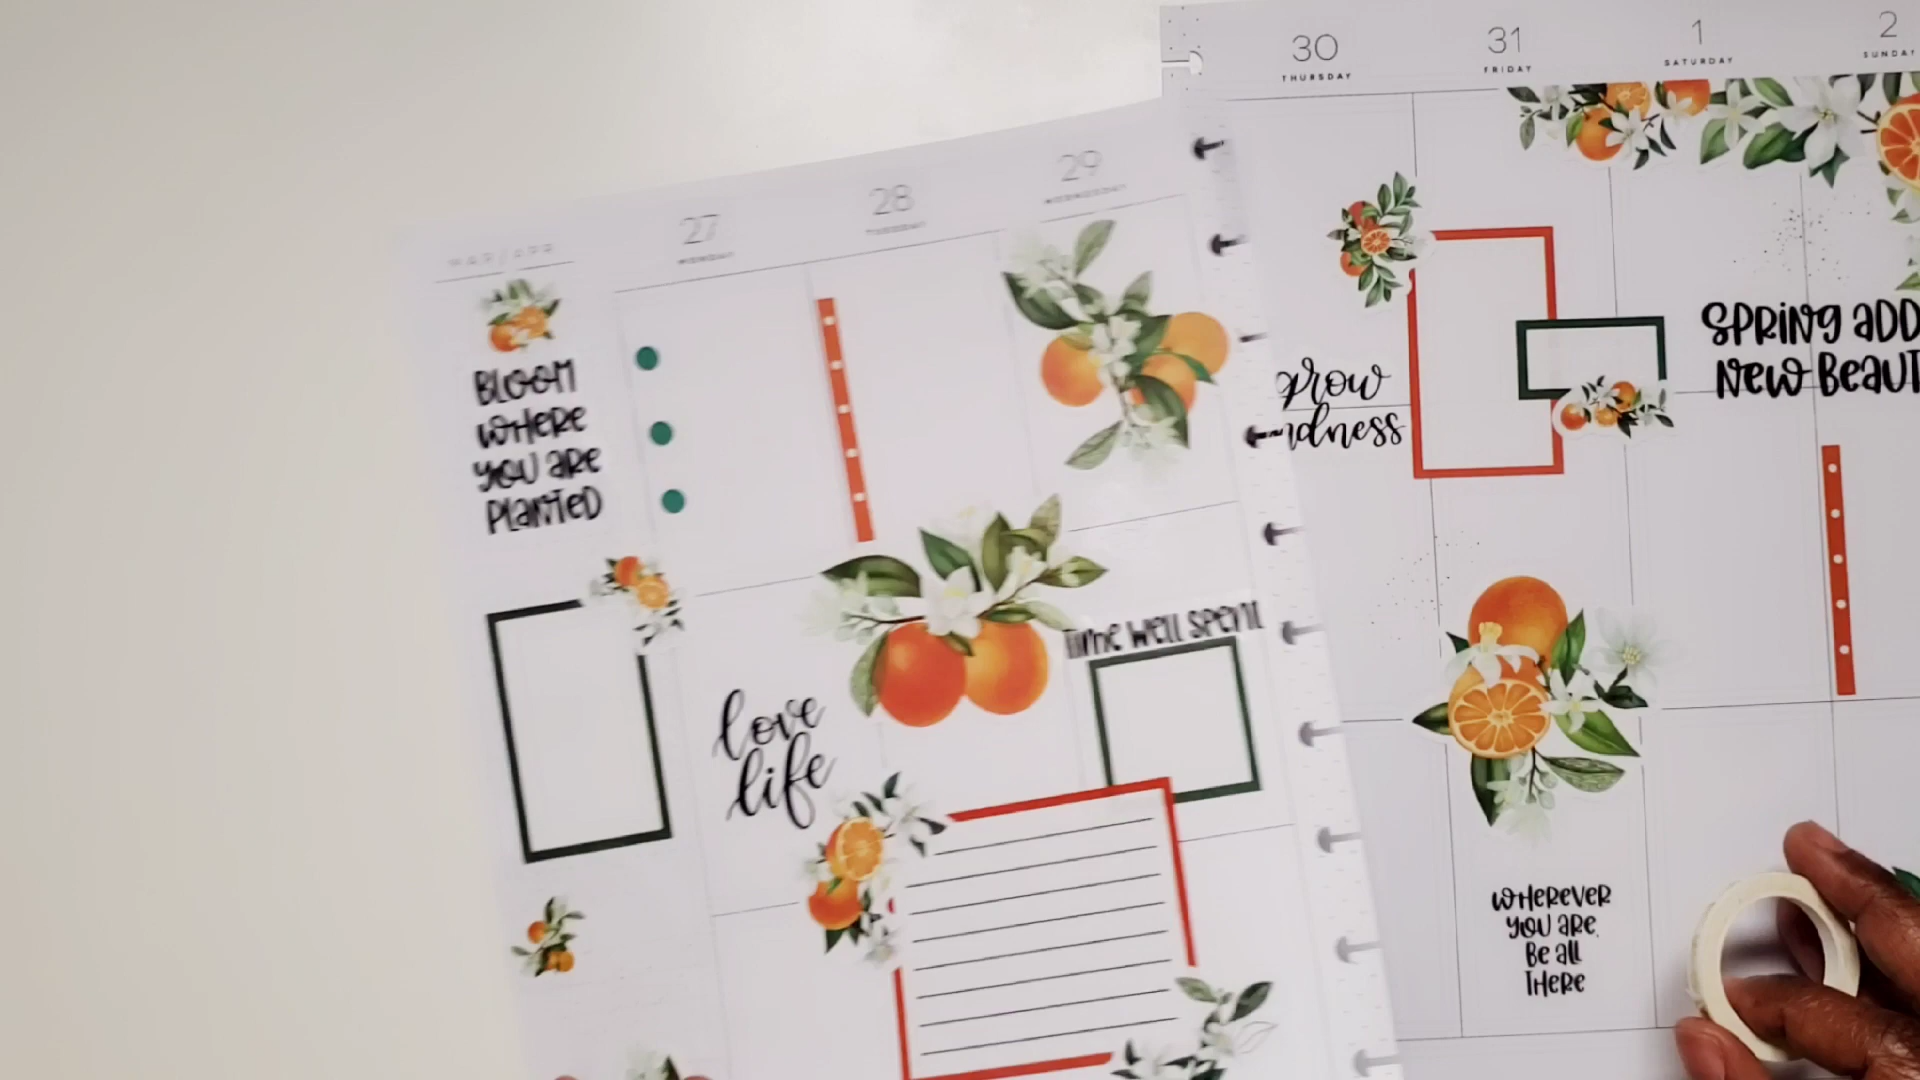 MAR/APR
27
MONDAY
28
TUESDAY
29
WEDNESDAY
BLOOM
WHERE
YOU ARE
PLANTED
love
life
Time well spent
30
THURSDAY
31
FRIDAY
1
SATURDAY
2
SUNDAY
grow
SPRING ADD
NEW BEAUT
WHEREVER
YOU ARE,
Be all
THERE